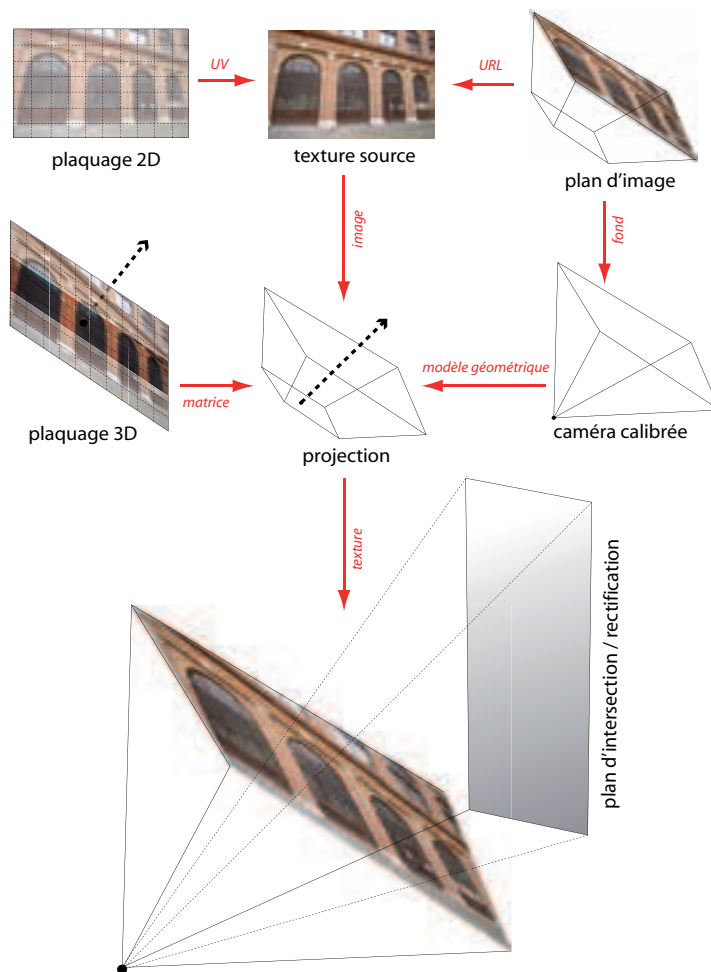 UV
URL
plaquage 2D
texture source
plan d'image
image
fond
modèle géométrique
matrice
plaquage 3D
projection
caméra calibrée
texture
plan d'intersection / rectification